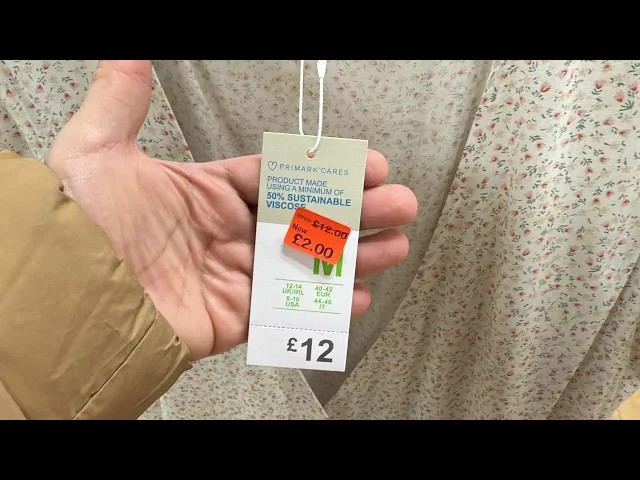 PRIMARK CARES
PRODUCT MADE
USING A MINIMUM OF
50% SUSTAINABLE
VISCOSE
Was £12.00
Now
£2.00
M
12-14 40-42
UK/IRL EUR
8-10 44-46
USA IT
£12